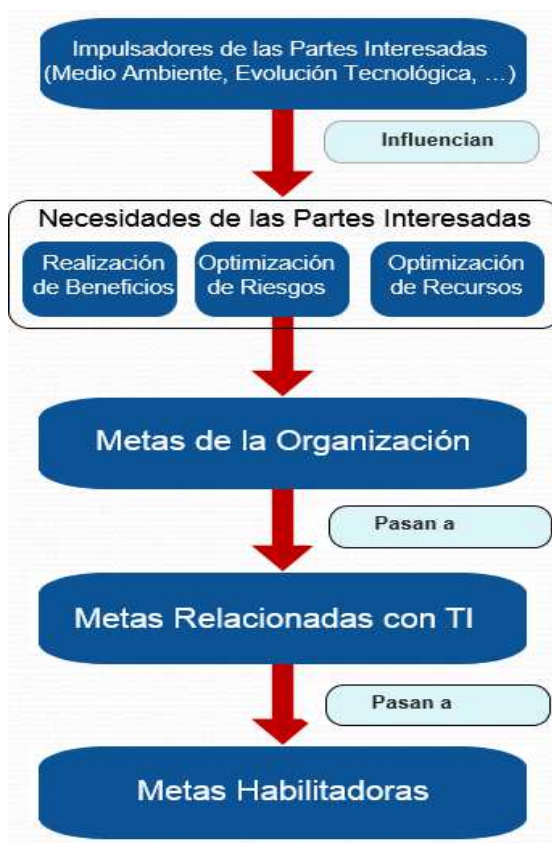 Impulsadores de las Partes Interesadas
(Medio Ambiente, Evolución Tecnológica, ...)
Influencian
Necesidades de las Partes Interesadas
Realización
de Beneficios
Optimización
de Riesgos
Optimización
de Recursos
Metas de la Organización
Pasan a
Metas Relacionadas con TI
Pasan a
Metas Habilitadoras